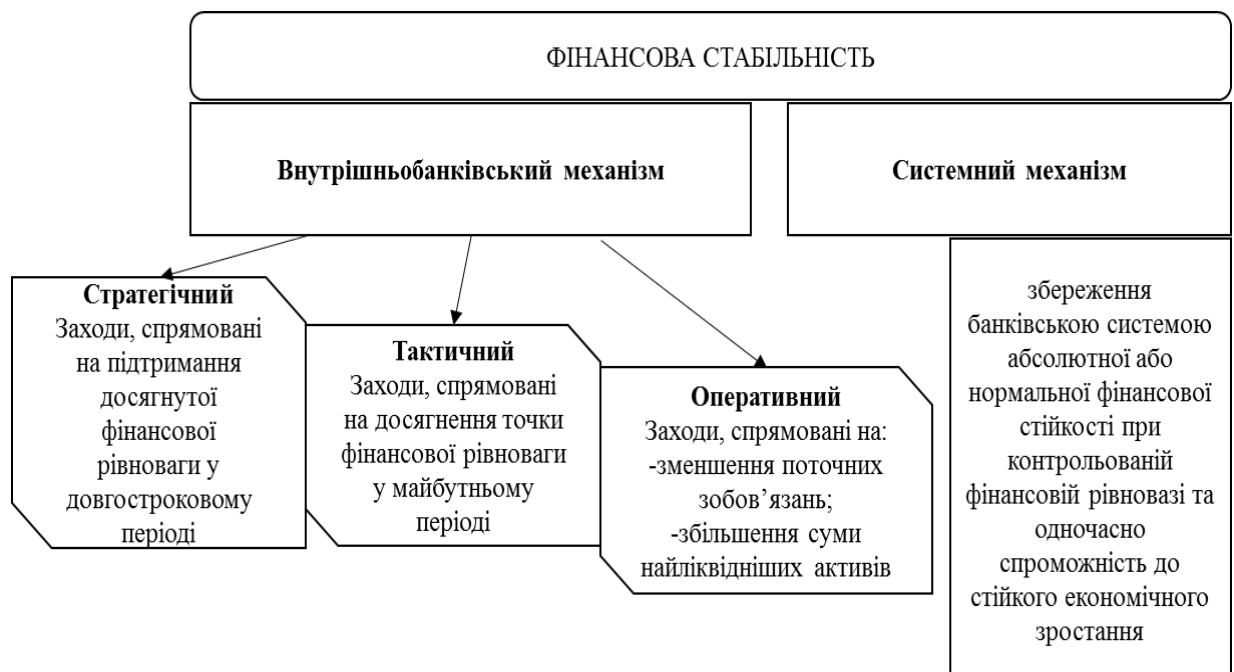 ФІНАНСОВА СТАБІЛЬНІСТЬ
Внутрішньобанківський механізм
Системний механізм
Стратегічний
Заходи, спрямовані
на підтримання
досягнутої
фінансової
рівноваги у
довгостроковому
періоді
Тактичний
Заходи, спрямовані
на досягнення точки
фінансової рівноваги
у майбутньому
періоді
Оперативний
Заходи, спрямовані на:
-зменшення поточних
зобов’язань;
-збільшення суми
найліквідніших активів
збереження
банківською системою
абсолютної або
нормальної фінансової
стійкості при
контрольованій
фінансовій рівновазі та
одночасно
спроможність до
стійкого економічного
зростання